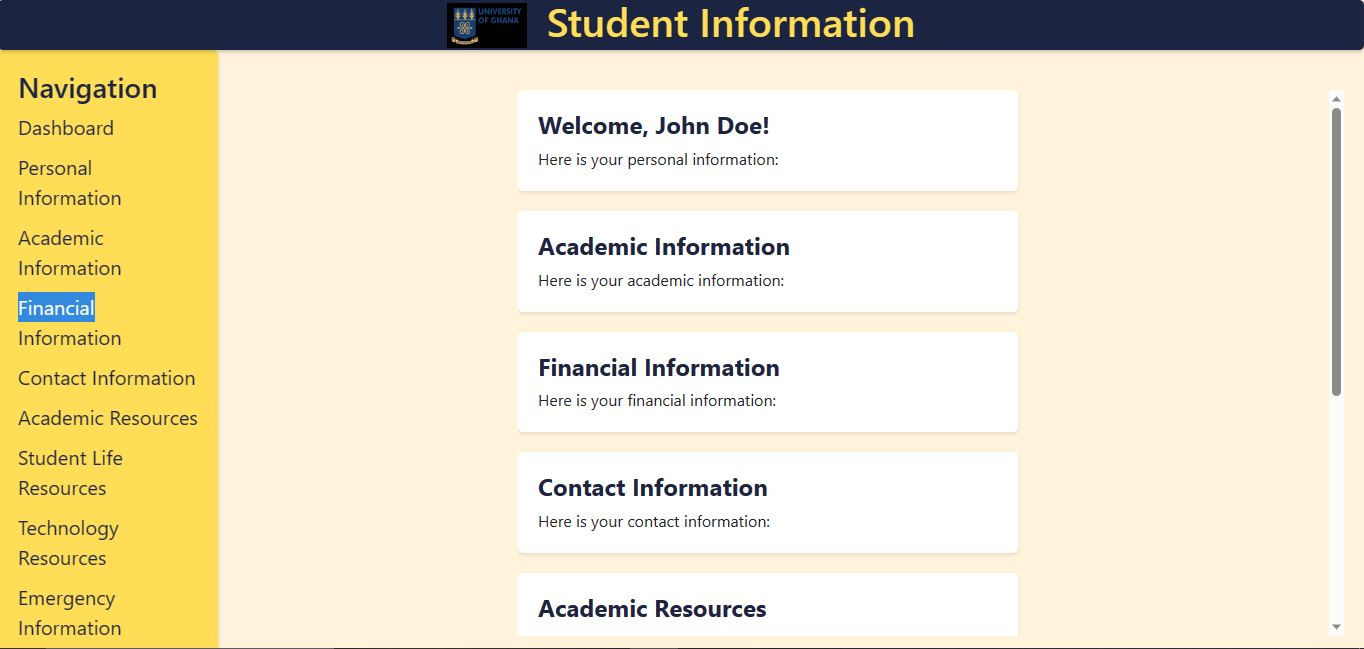 UNIVERSITY
OF GHANA
Student Information
Navigation
Dashboard
Personal
Information
Academic
Information
Financial
Information
Contact Information
Academic Resources
Student Life
Resources
Technology
Resources
Emergency
Information
Welcome, John Doe!
Here is your personal information:
Academic Information
Here is your academic information:
Financial Information
Here is your financial information:
Contact Information
Here is your contact information:
Academic Resources